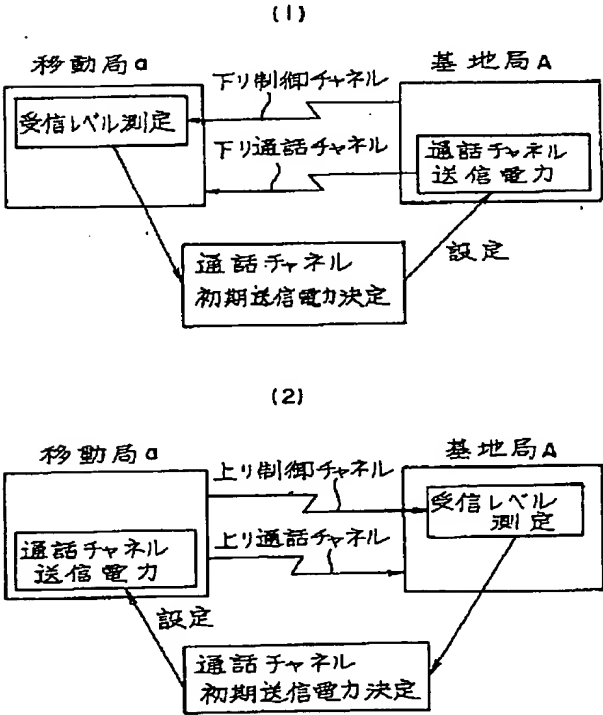 (1)
移動局a
基地局A
下り制御チャネル
受信レベル測定
下り通話チャネル
通話チャネル
送信電力
設定
通話チャネル
初期送信電力決定
(2)
移動局a
基地局A
上り制御チャネル
受信レベル
測定
上り通話チャネル
通話チャネル
送信電力
設定
通話チャネル
初期送信電力決定